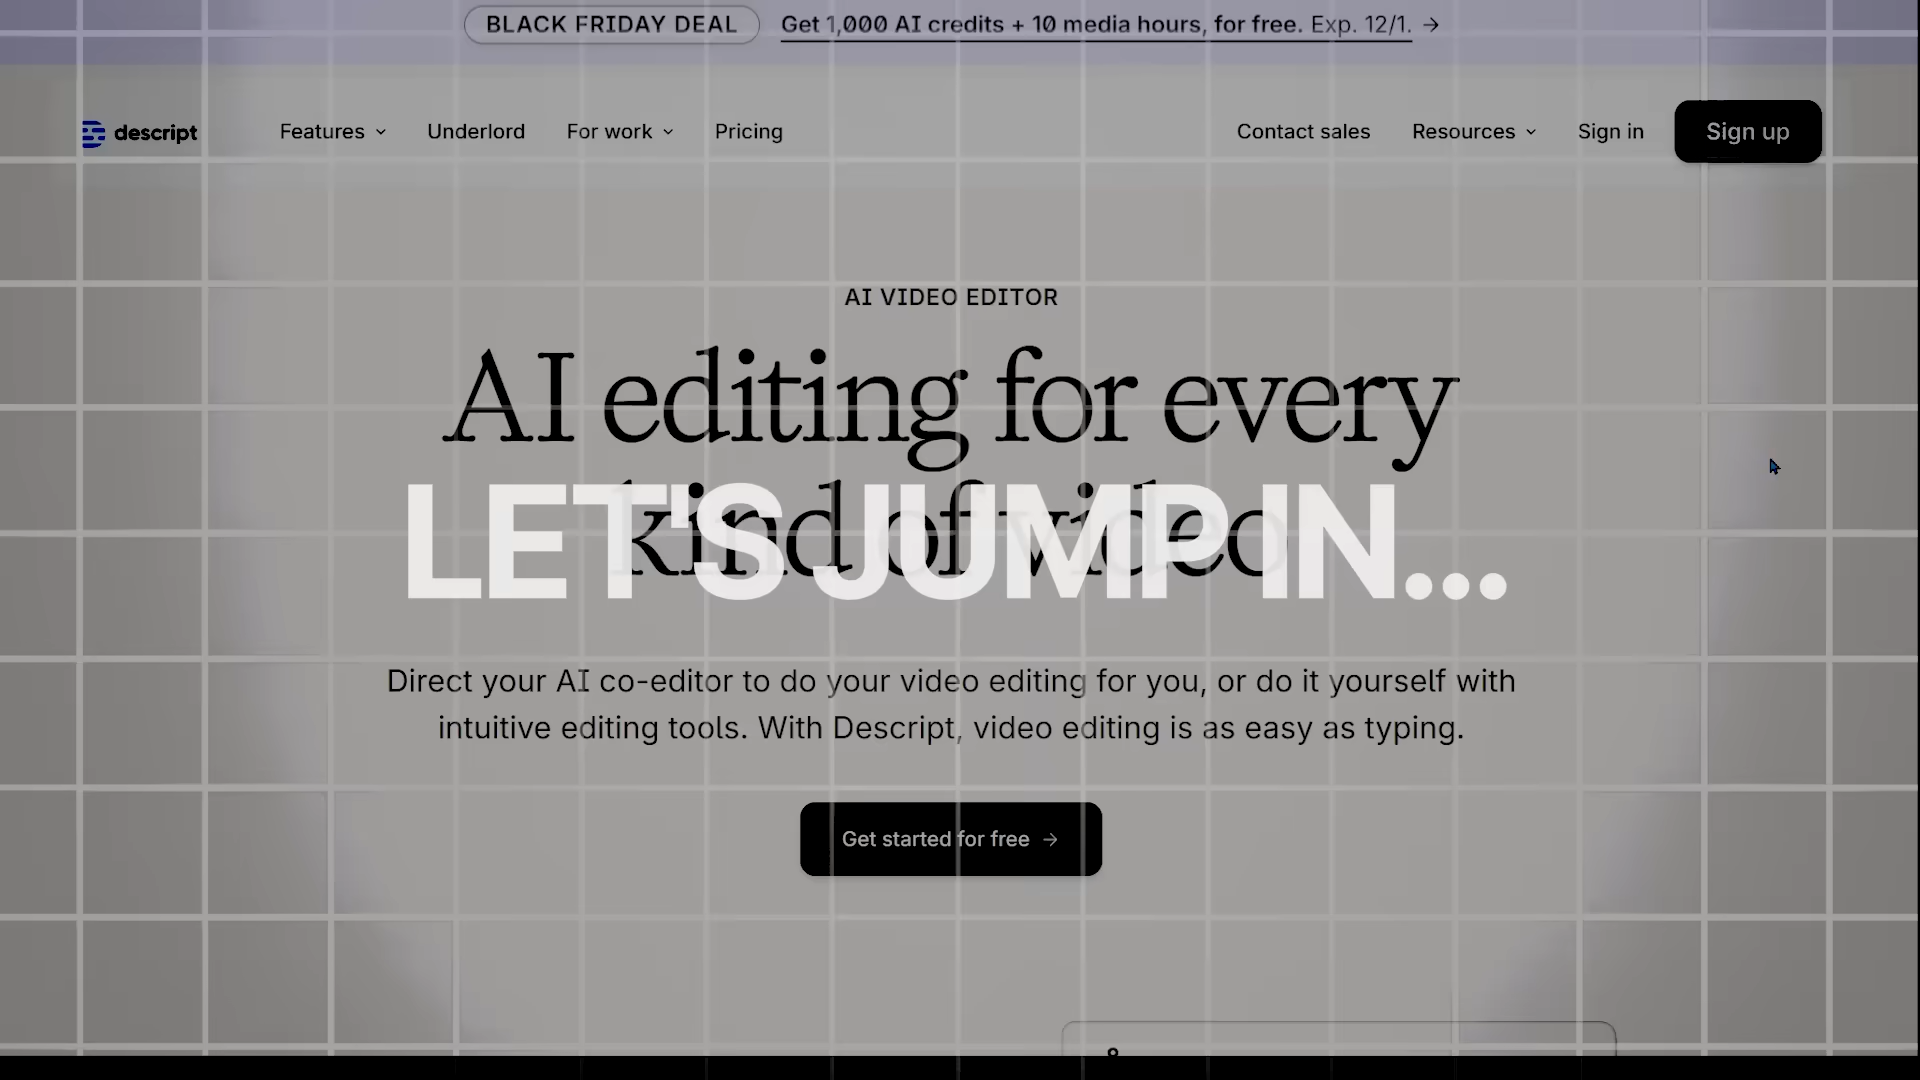 BLACK FRIDAY DEAL Get 1,000 AI credits + 10 media hours, for free. Exp. 12/1. →
descript Features Underlord For work Pricing Contact sales Resources Sign in Sign up
AI VIDEO EDITOR
AI editing for every
kind of video
LET'S JUMP IN...
Direct your AI co-editor to do your video editing for you, or do it yourself with
intuitive editing tools. With Descript, video editing is as easy as typing.
Get started for free →